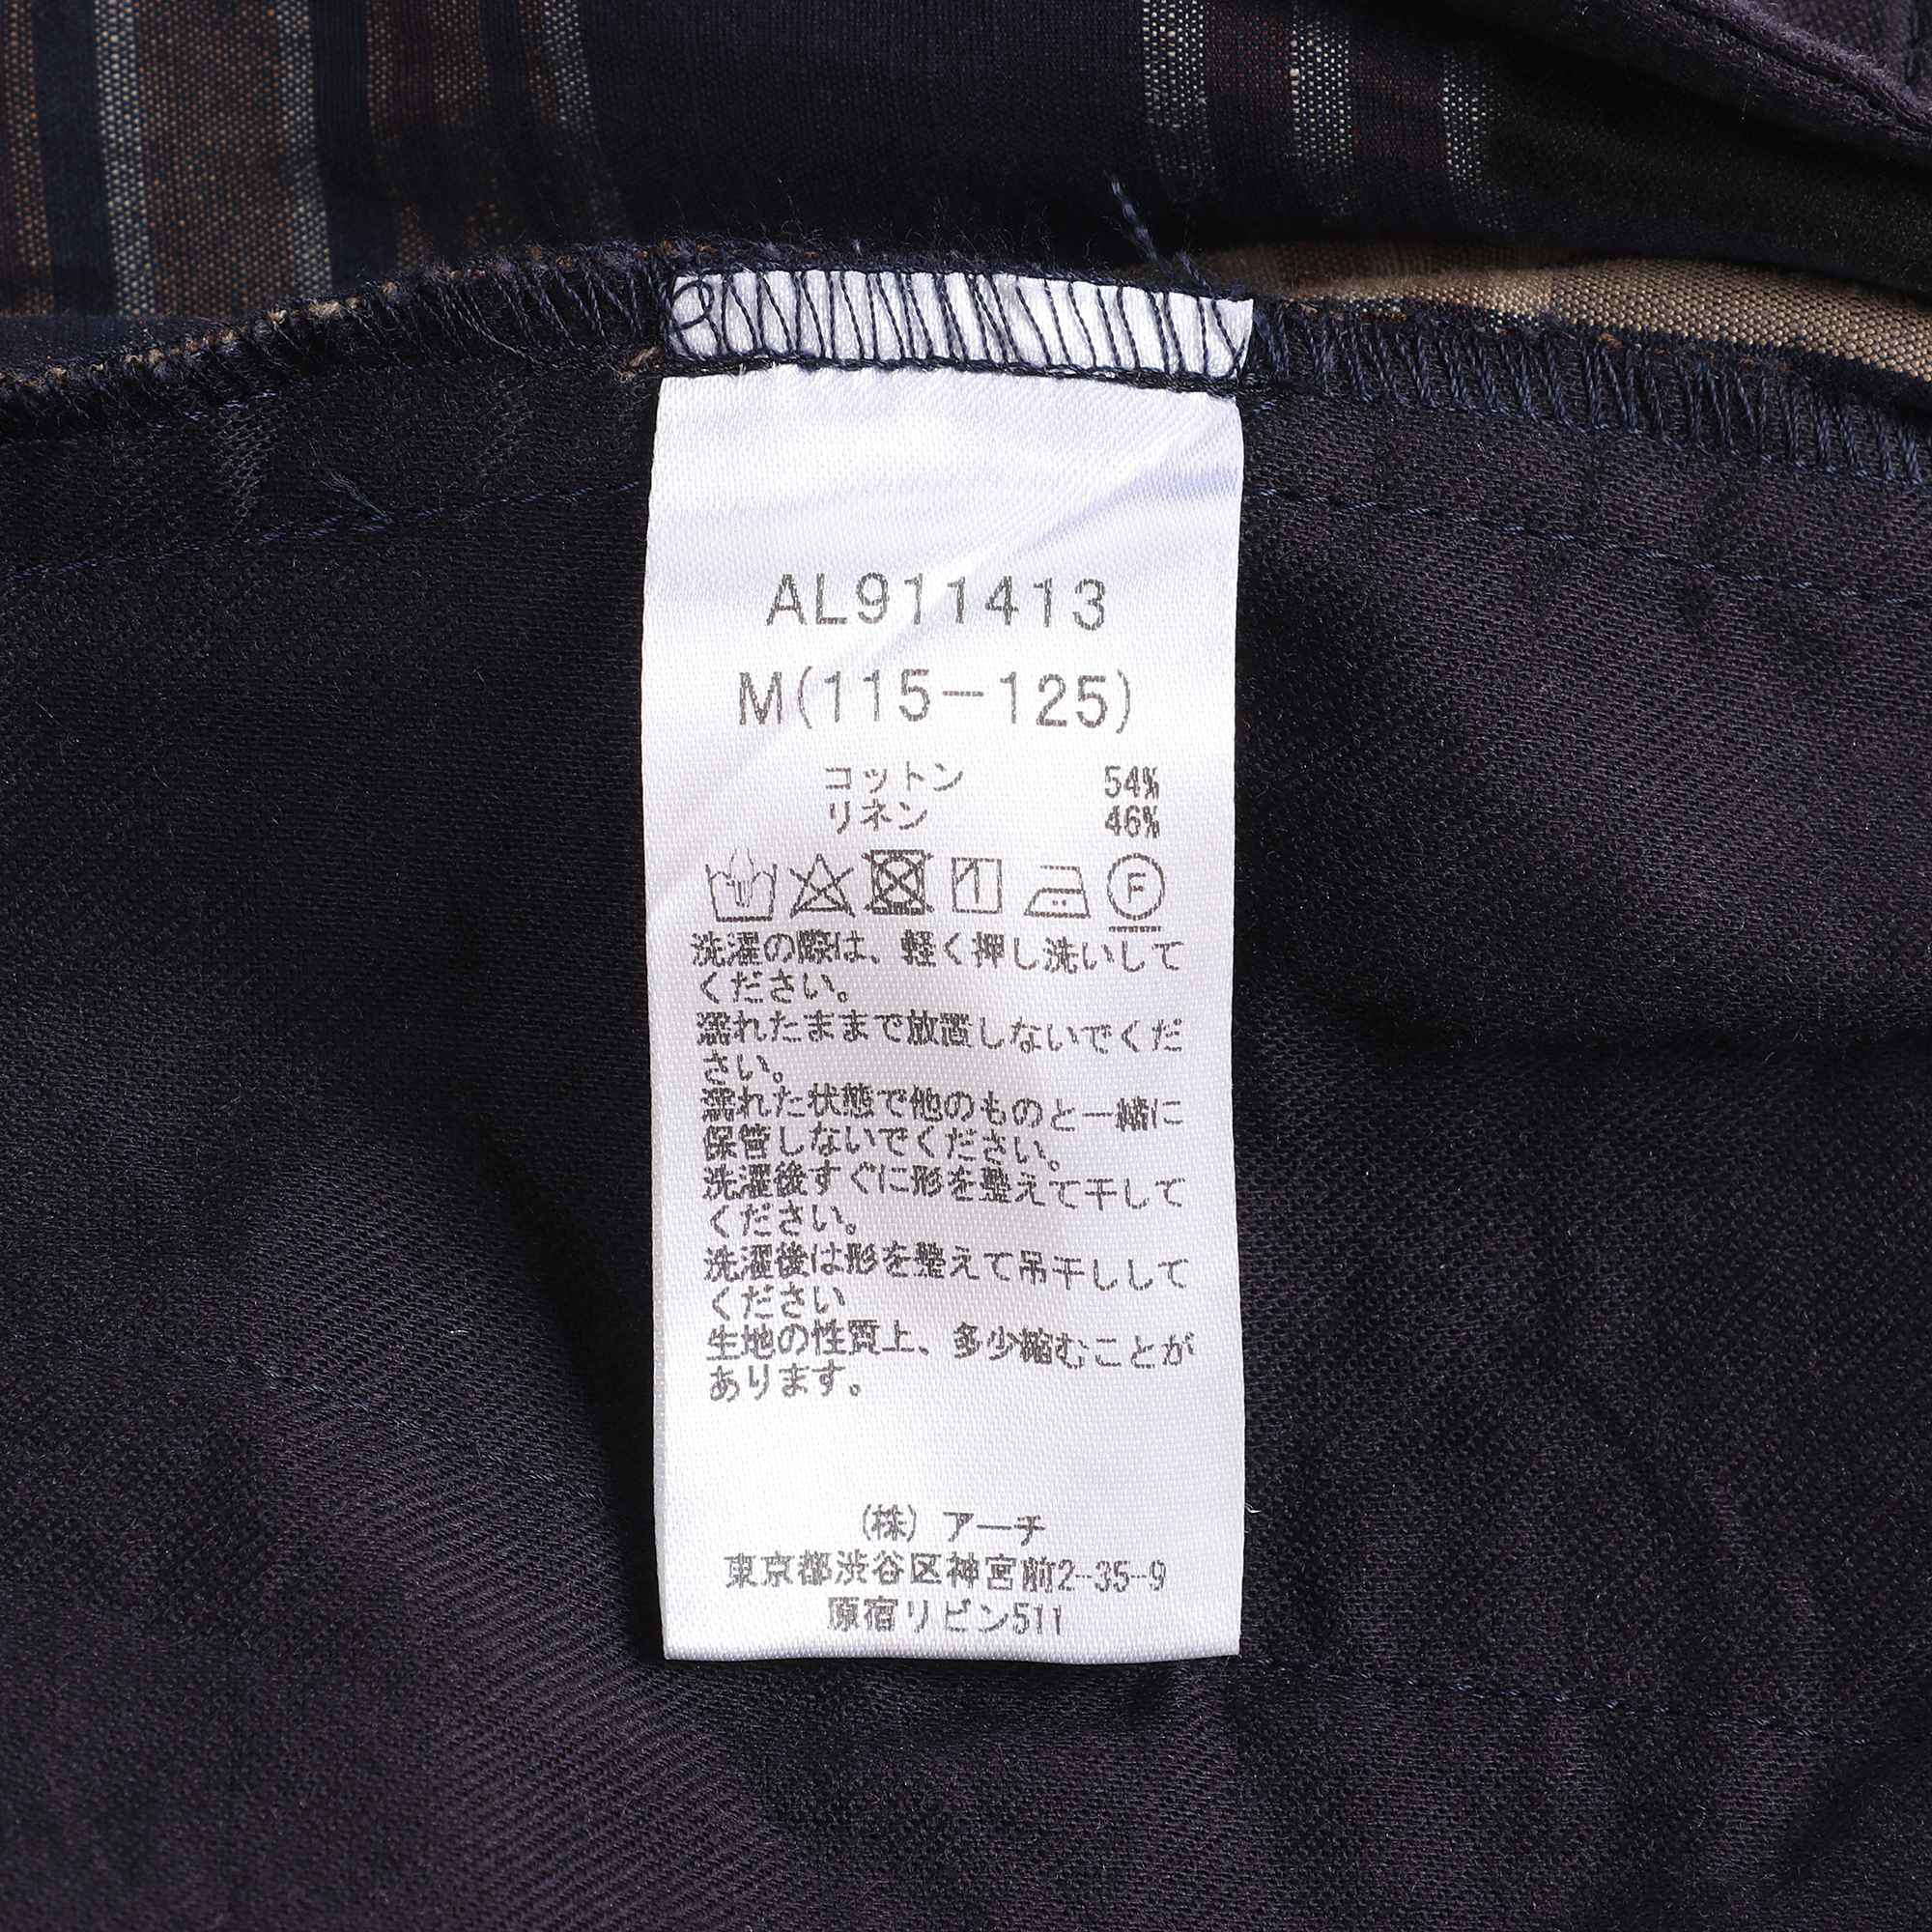 AL911413
M(115-125)
コットン 54%
リネン 46%
F
洗濯の際は、軽く押し洗いして
ください。
濡れたままで放置しないでくだ
さい。
濡れた状態で他のものと一緒に
保管しないでください。
洗濯後すぐに形を整えて干して
ください。
洗濯後は形を整えて吊干しして
ください
生地の性質上、多少縮むことが
あります。
(株) アーチ
東京都渋谷区神宮前2-35-9
原宿リビン511